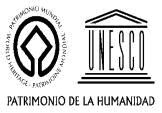 PATRIMONIO MUNDIAL
WORLD HERITAGE
PATRIMOINE MONDIAL
UNESCO
PATRIMONIO DE LA HUMANIDAD